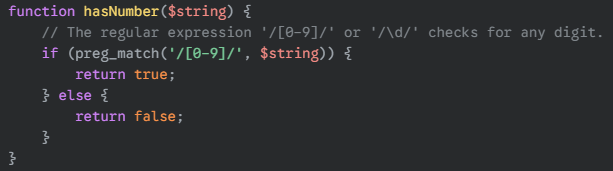 function hasNumber($string) {
    // The regular expression '/[0-9]/' or '/\d/' checks for any digit.
    if (preg_match('/[0-9]/', $string)) {
        return true;
    } else {
        return false;
    }
}